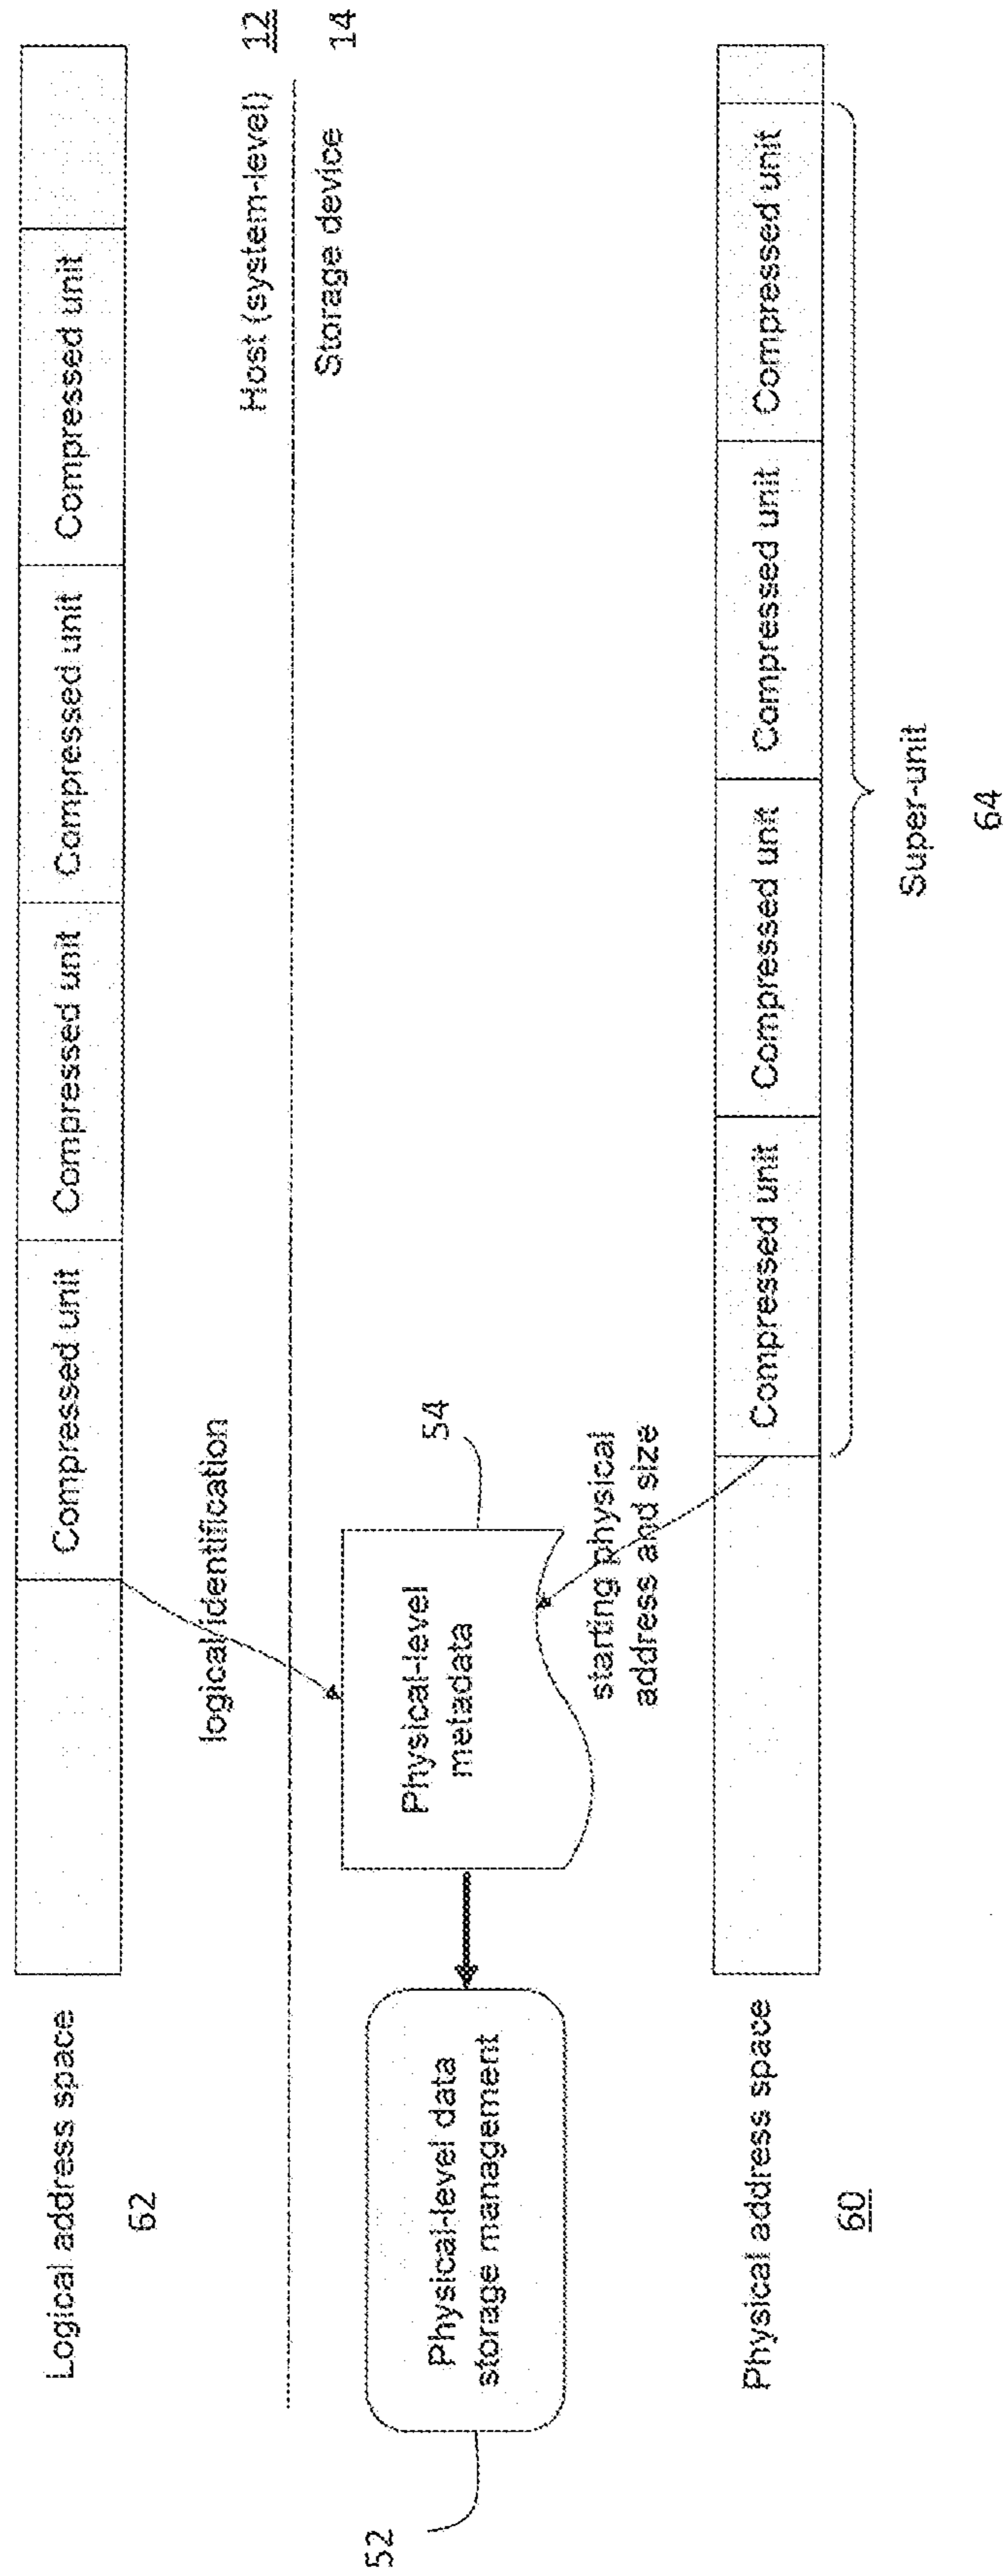 Logical address space
62
Compressed unit
Compressed unit
Compressed unit
Compressed unit
Host (system-level) 12
Storage device 14
logical identification
52
Physical-level data
storage management
Physical-level
metadata
54
starting physical
address and size
Physical address space
60
Compressed unit
Compressed unit
Compressed unit
Compressed unit
Super-unit
64